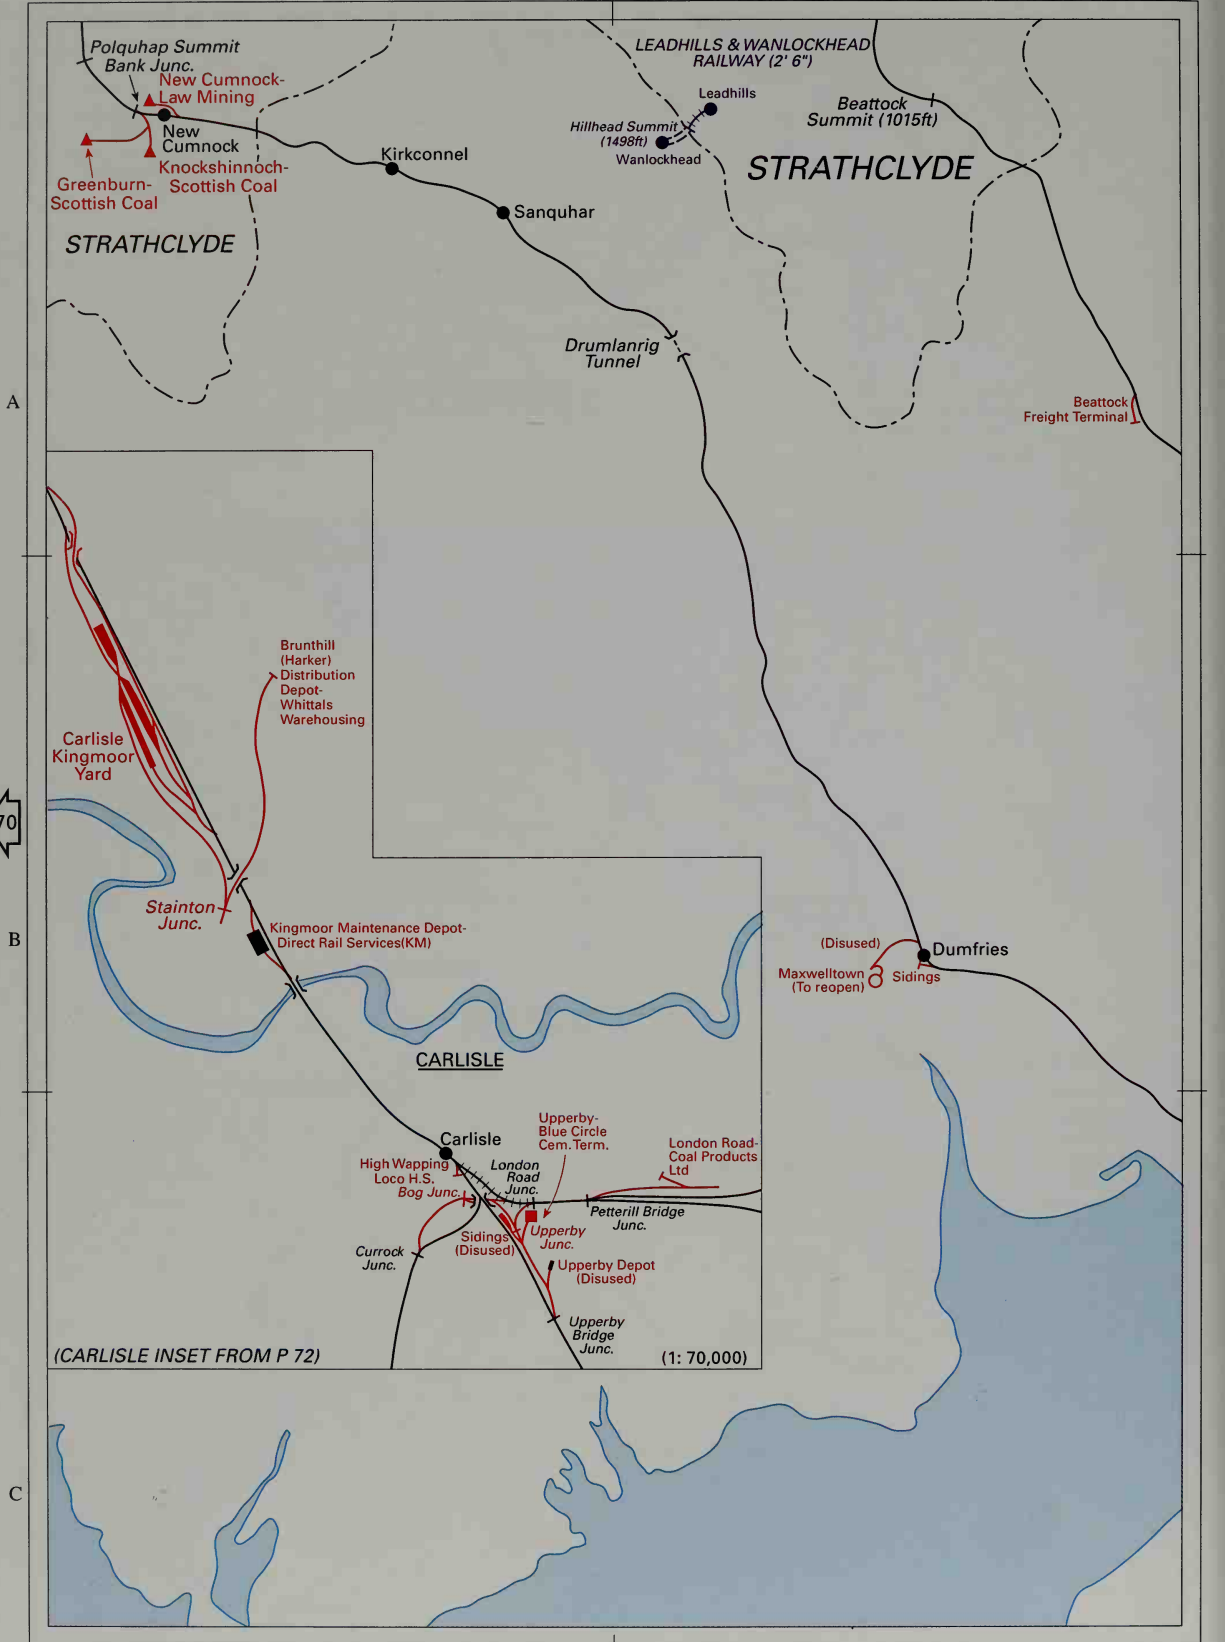 Polquhap Summit
Bank Junc.
New Cumnock-
Law Mining
New
Cumnock
Knockshinnoch-
Scottish Coal
Greenburn-
Scottish Coal
STRATHCLYDE
Kirkconnel
Sanquhar
LEADHILLS & WANLOCKHEAD
RAILWAY (2' 6")
Leadhills
Hillhead Summit
(1498ft)
Wanlockhead
Beattock
Summit (1015ft)
STRATHCLYDE
Drumlanrig
Tunnel
A
Beattock
Freight Terminal
Brunthill
(Harker)
Distribution
Depot-
Whittals
Warehousing
Carlisle
Kingmoor
Yard
70
Stainton
Junc.
B
Kingmoor Maintenance Depot-
Direct Rail Services(KM)
(Disused)
Dumfries
Maxwelltown
(To reopen)
Sidings
CARLISLE
Upperby-
Blue Circle
Cem. Term.
Carlisle
High Wapping
Loco H.S.
Bog Junc.
London
Road
Junc.
London Road-
Coal Products
Ltd
Petterill Bridge
Junc.
Sidings
(Disused)
Upperby
Junc.
Currock
Junc.
Upperby Depot
(Disused)
Upperby
Bridge
Junc.
(CARLISLE INSET FROM P 72)
(1: 70,000)
C